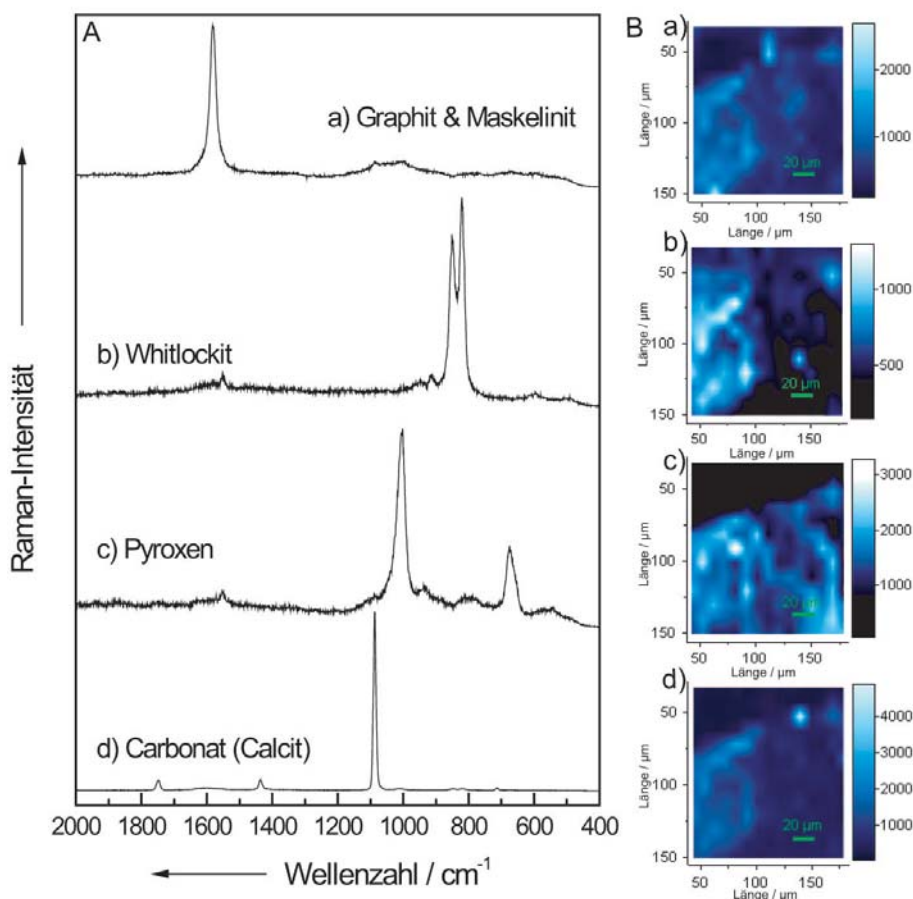 A
a) Graphit & Maskelinit
b) Whitlockit
c) Pyroxen
d) Carbonat (Calcit)
Raman-Intensität
2000 1800 1600 1400 1200 1000 800 600 400
Wellenzahl / cm⁻¹
B
a)
Länge / µm
50
100
150
50 100 150
Länge / µm
20 µm
2000
1000
b)
Länge / µm
50
100
150
50 100 150
Länge / µm
20 µm
1000
500
c)
Länge / µm
50
100
150
50 100 150
Länge / µm
20 µm
3000
2000
1000
d)
Länge / µm
50
100
150
50 100 150
Länge / µm
20 µm
4000
3000
2000
1000